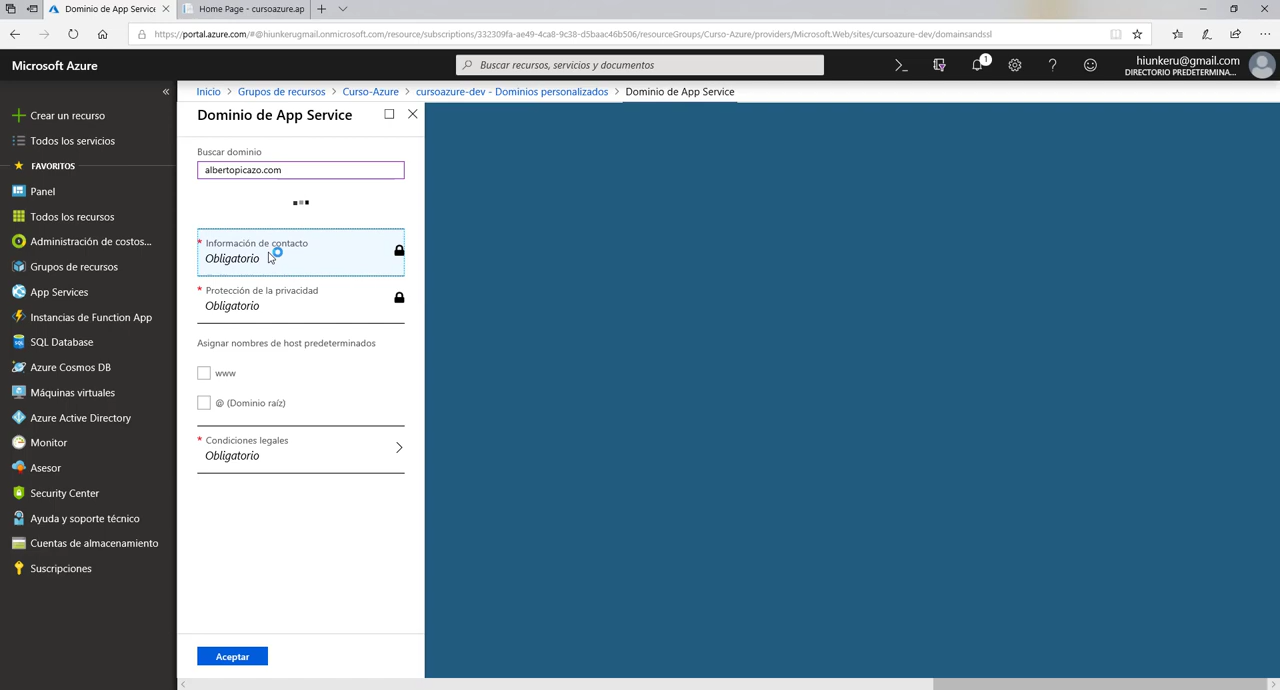 Dominio de App Service
Home Page - cursoazure.ap
https://portal.azure.com/#@hiunkerugmail.onmicrosoft.com/resource/subscriptions/332309fa-ae49-4ca8-9c38-d5baac46b506/resourceGroups/Curso-Azure/providers/Microsoft.Web/sites/cursoazure-dev/domainsandssl
Microsoft Azure
Buscar recursos, servicios y documentos
1
hiunkeru@gmail.com
DIRECTORIO PREDETERMINA...
Inicio > Grupos de recursos > Curso-Azure > cursoazure-dev - Dominios personalizados > Dominio de App Service
Crear un recurso
Todos los servicios
FAVORITOS
Panel
Todos los recursos
Administración de costos...
Grupos de recursos
App Services
Instancias de Function App
SQL Database
Azure Cosmos DB
Máquinas virtuales
Azure Active Directory
Monitor
Asesor
Security Center
Ayuda y soporte técnico
Cuentas de almacenamiento
Suscripciones
Dominio de App Service
Buscar dominio
albertopicazo.com
* Información de contacto
Obligatorio
* Protección de la privacidad
Obligatorio
Asignar nombres de host predeterminados
www
@ (Dominio raíz)
* Condiciones legales
Obligatorio
Aceptar